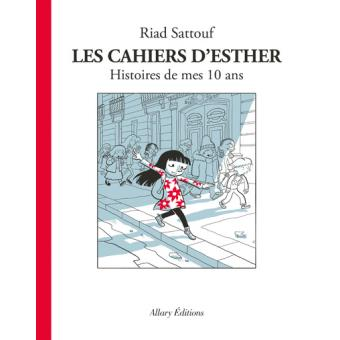 Riad Sattouf
LES CAHIERS D'ESTHER
Histoires de mes 10 ans
Allary Éditions